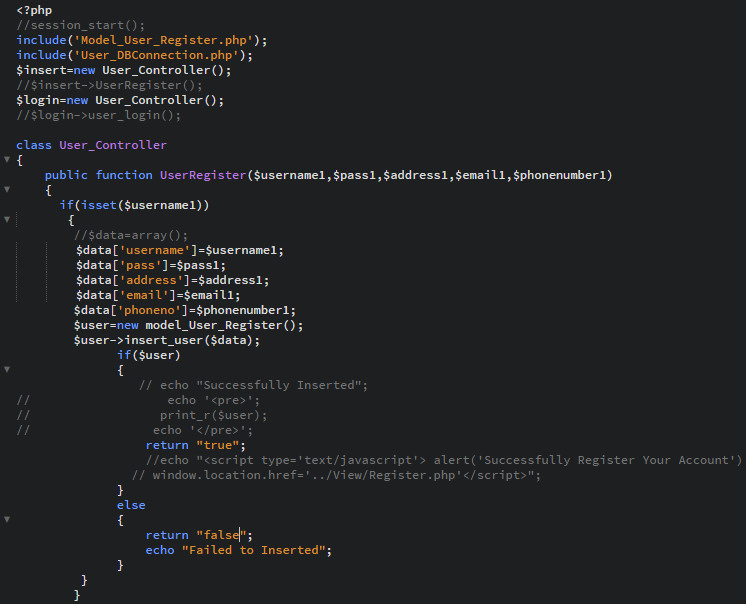 <?php
//session_start();
include('Model_User_Register.php');
include('User_DBConnection.php');
$insert=new User_Controller();
//$insert->UserRegister();
$login=new User_Controller();
//$login->user_login();
class User_Controller
{
public function UserRegister($username1,$pass1,$address1,$email1,$phonenumber1)
{
if(isset($username1))
{
//$data=array();
$data['username']=$username1;
$data['pass']=$pass1;
$data['address']=$address1;
$data['email']=$email1;
$data['phoneno']=$phonenumber1;
$user=new model_User_Register();
$user->insert_user($data);
if($user)
{
// echo "Successfully Inserted";
// echo '<pre>';
// print_r($user);
// echo '</pre>';
return "true";
//echo "<script type='text/javascript'> alert('Successfully Register Your Account')
// window.location.href='../View/Register.php'</script>";
}
else
{
return "false";
echo "Failed to Inserted";
}
}
}